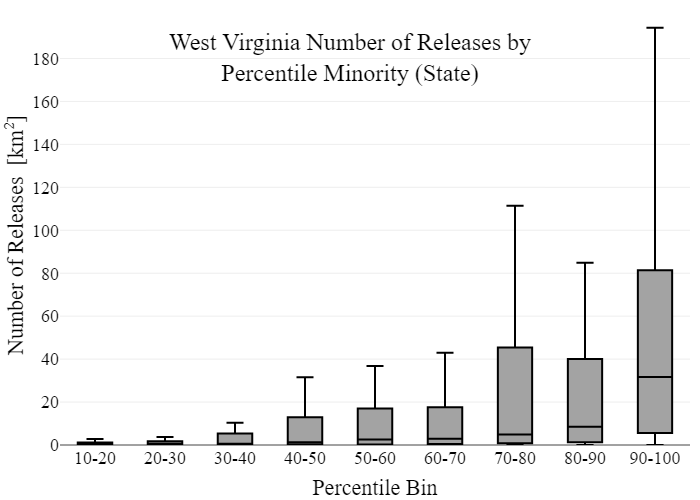 West Virginia Number of Releases by
Percentile Minority (State)
Number of Releases [km²]
180
160
140
120
100
80
60
40
20
0
10-20 20-30 30-40 40-50 50-60 60-70 70-80 80-90 90-100
Percentile Bin